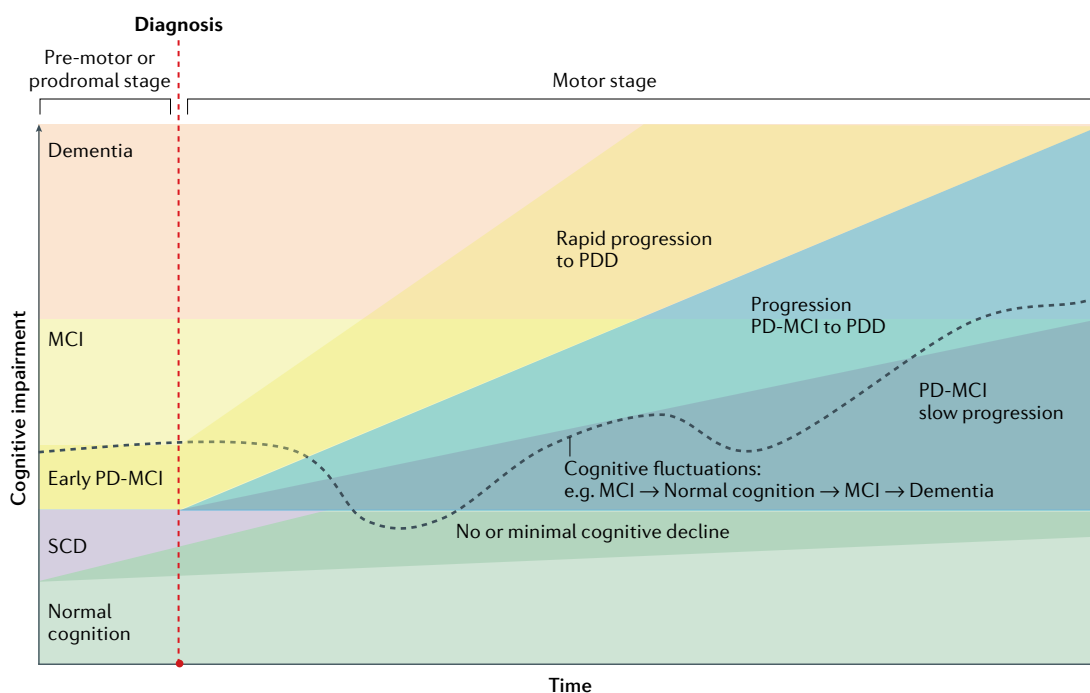 Diagnosis
Pre-motor or
prodromal stage
Motor stage
Dementia
Rapid progression
to PDD
Progression
PD-MCI to PDD
MCI
PD-MCI
slow progression
Cognitive impairment
Early PD-MCI
Cognitive fluctuations:
e.g. MCI → Normal cognition → MCI → Dementia
No or minimal cognitive decline
SCD
Normal
cognition
Time